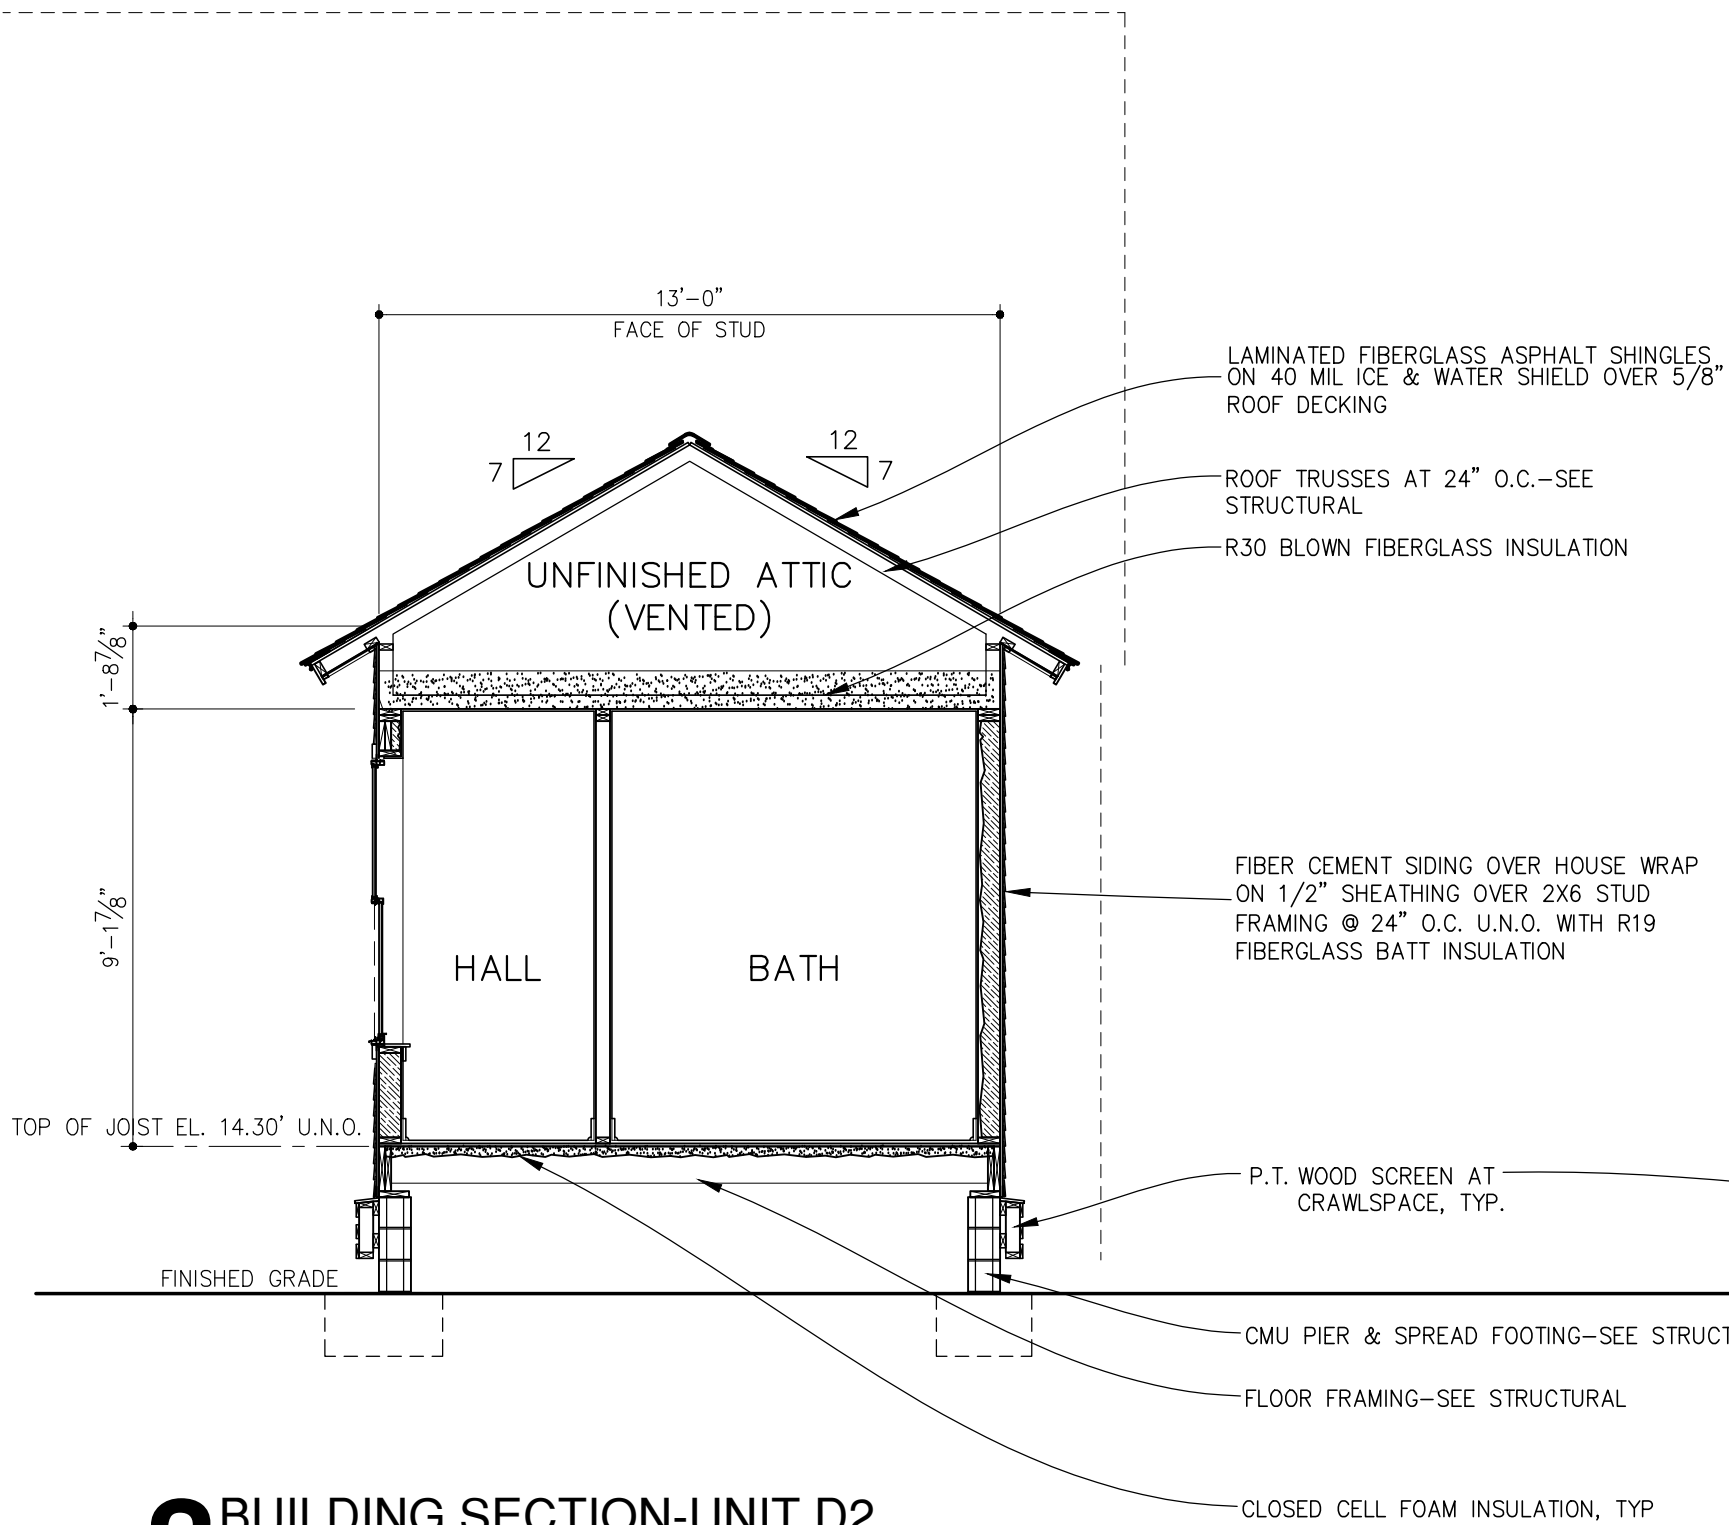 13'-0"
FACE OF STUD
LAMINATED FIBERGLASS ASPHALT SHINGLES
ON 40 MIL ICE & WATER SHIELD OVER 5/8"
ROOF DECKING
12
7
12
7
ROOF TRUSSES AT 24" O.C.-SEE
STRUCTURAL
R30 BLOWN FIBERGLASS INSULATION
UNFINISHED ATTIC
(VENTED)
1'-8 7/8"
9'-1 7/8"
FIBER CEMENT SIDING OVER HOUSE WRAP
ON 1/2" SHEATHING OVER 2X6 STUD
FRAMING @ 24" O.C. U.N.O. WITH R19
FIBERGLASS BATT INSULATION
HALL
BATH
TOP OF JOIST EL. 14.30' U.N.O.
P.T. WOOD SCREEN AT
CRAWLSPACE, TYP.
FINISHED GRADE
CMU PIER & SPREAD FOOTING-SEE STRUCT
FLOOR FRAMING-SEE STRUCTURAL
CLOSED CELL FOAM INSULATION, TYP
BUILDING SECTION-UNIT D2